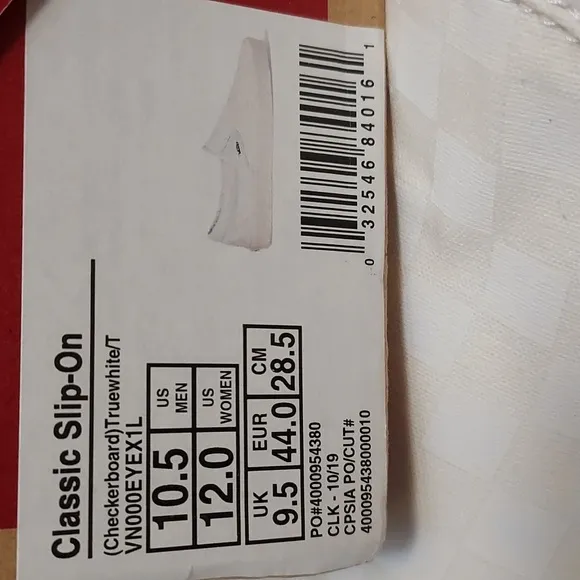 Classic Slip-On
(Checkerboard)Truewhite/T
VN000EYEX1L
10.5 US MEN
12.0 US WOMEN
UK EUR CM
9.5 44.0 28.5
PO#4000954380
CLK - 10/19
CPSIA PO/CUT#
400095438000010
0 32546 84016 1